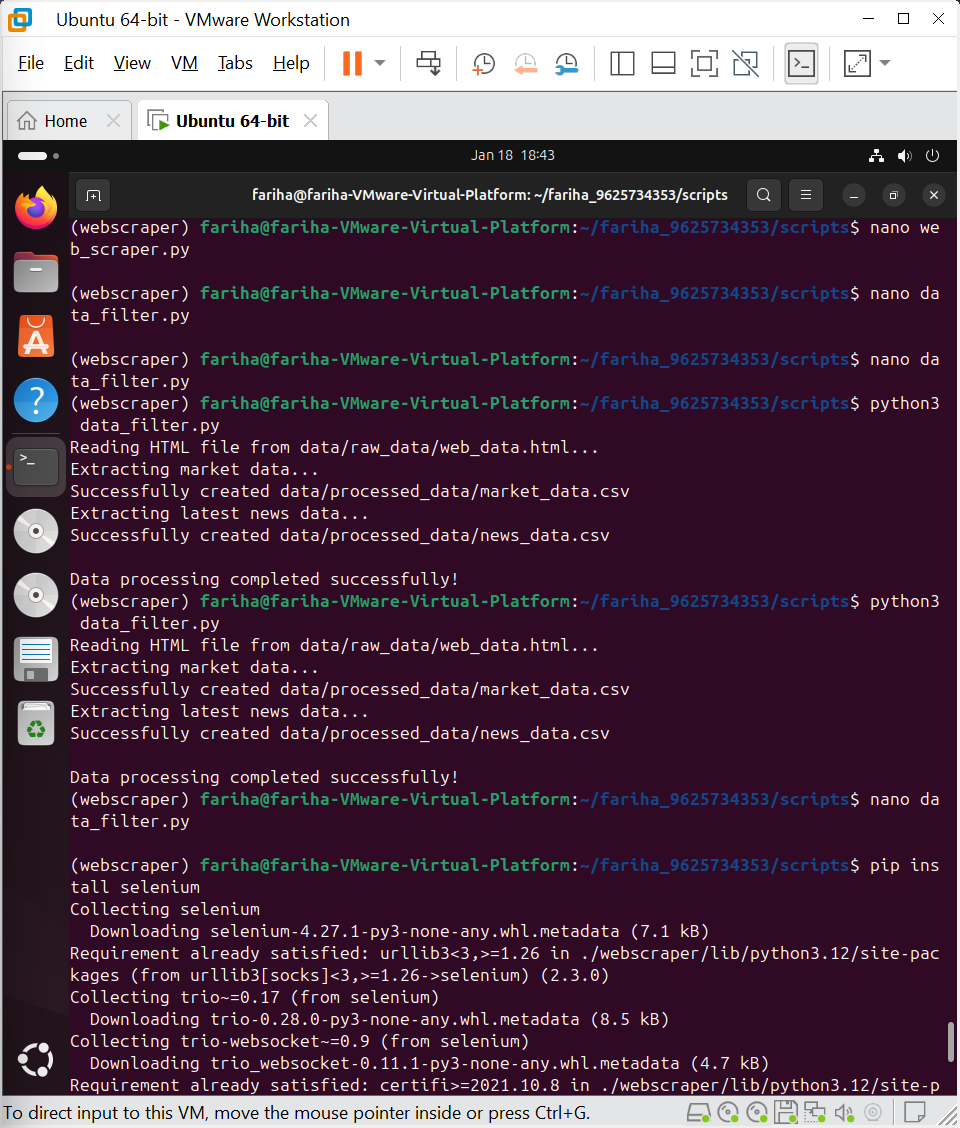 Ubuntu 64-bit - VMware Workstation
File Edit View VM Tabs Help
Home Ubuntu 64-bit
Jan 18 18:43
fariha@fariha-VMware-Virtual-Platform: ~/fariha_9625734353/scripts
(webscraper) fariha@fariha-VMware-Virtual-Platform:~/fariha_9625734353/scripts$ nano we
b_scraper.py
(webscraper) fariha@fariha-VMware-Virtual-Platform:~/fariha_9625734353/scripts$ nano da
ta_filter.py
(webscraper) fariha@fariha-VMware-Virtual-Platform:~/fariha_9625734353/scripts$ nano da
ta_filter.py
(webscraper) fariha@fariha-VMware-Virtual-Platform:~/fariha_9625734353/scripts$ python3
 data_filter.py
Reading HTML file from data/raw_data/web_data.html...
Extracting market data...
Successfully created data/processed_data/market_data.csv
Extracting latest news data...
Successfully created data/processed_data/news_data.csv
Data processing completed successfully!
(webscraper) fariha@fariha-VMware-Virtual-Platform:~/fariha_9625734353/scripts$ python3
 data_filter.py
Reading HTML file from data/raw_data/web_data.html...
Extracting market data...
Successfully created data/processed_data/market_data.csv
Extracting latest news data...
Successfully created data/processed_data/news_data.csv
Data processing completed successfully!
(webscraper) fariha@fariha-VMware-Virtual-Platform:~/fariha_9625734353/scripts$ nano da
ta_filter.py
(webscraper) fariha@fariha-VMware-Virtual-Platform:~/fariha_9625734353/scripts$ pip ins
tall selenium
Collecting selenium
  Downloading selenium-4.27.1-py3-none-any.whl.metadata (7.1 kB)
Requirement already satisfied: urllib3<3,>=1.26 in ./webscraper/lib/python3.12/site-pac
kages (from urllib3[socks]<3,>=1.26->selenium) (2.3.0)
Collecting trio~=0.17 (from selenium)
  Downloading trio-0.28.0-py3-none-any.whl.metadata (8.5 kB)
Collecting trio-websocket~=0.9 (from selenium)
  Downloading trio_websocket-0.11.1-py3-none-any.whl.metadata (4.7 kB)
Requirement already satisfied: certifi>=2021.10.8 in ./webscraper/lib/python3.12/site-p
To direct input to this VM, move the mouse pointer inside or press Ctrl+G.